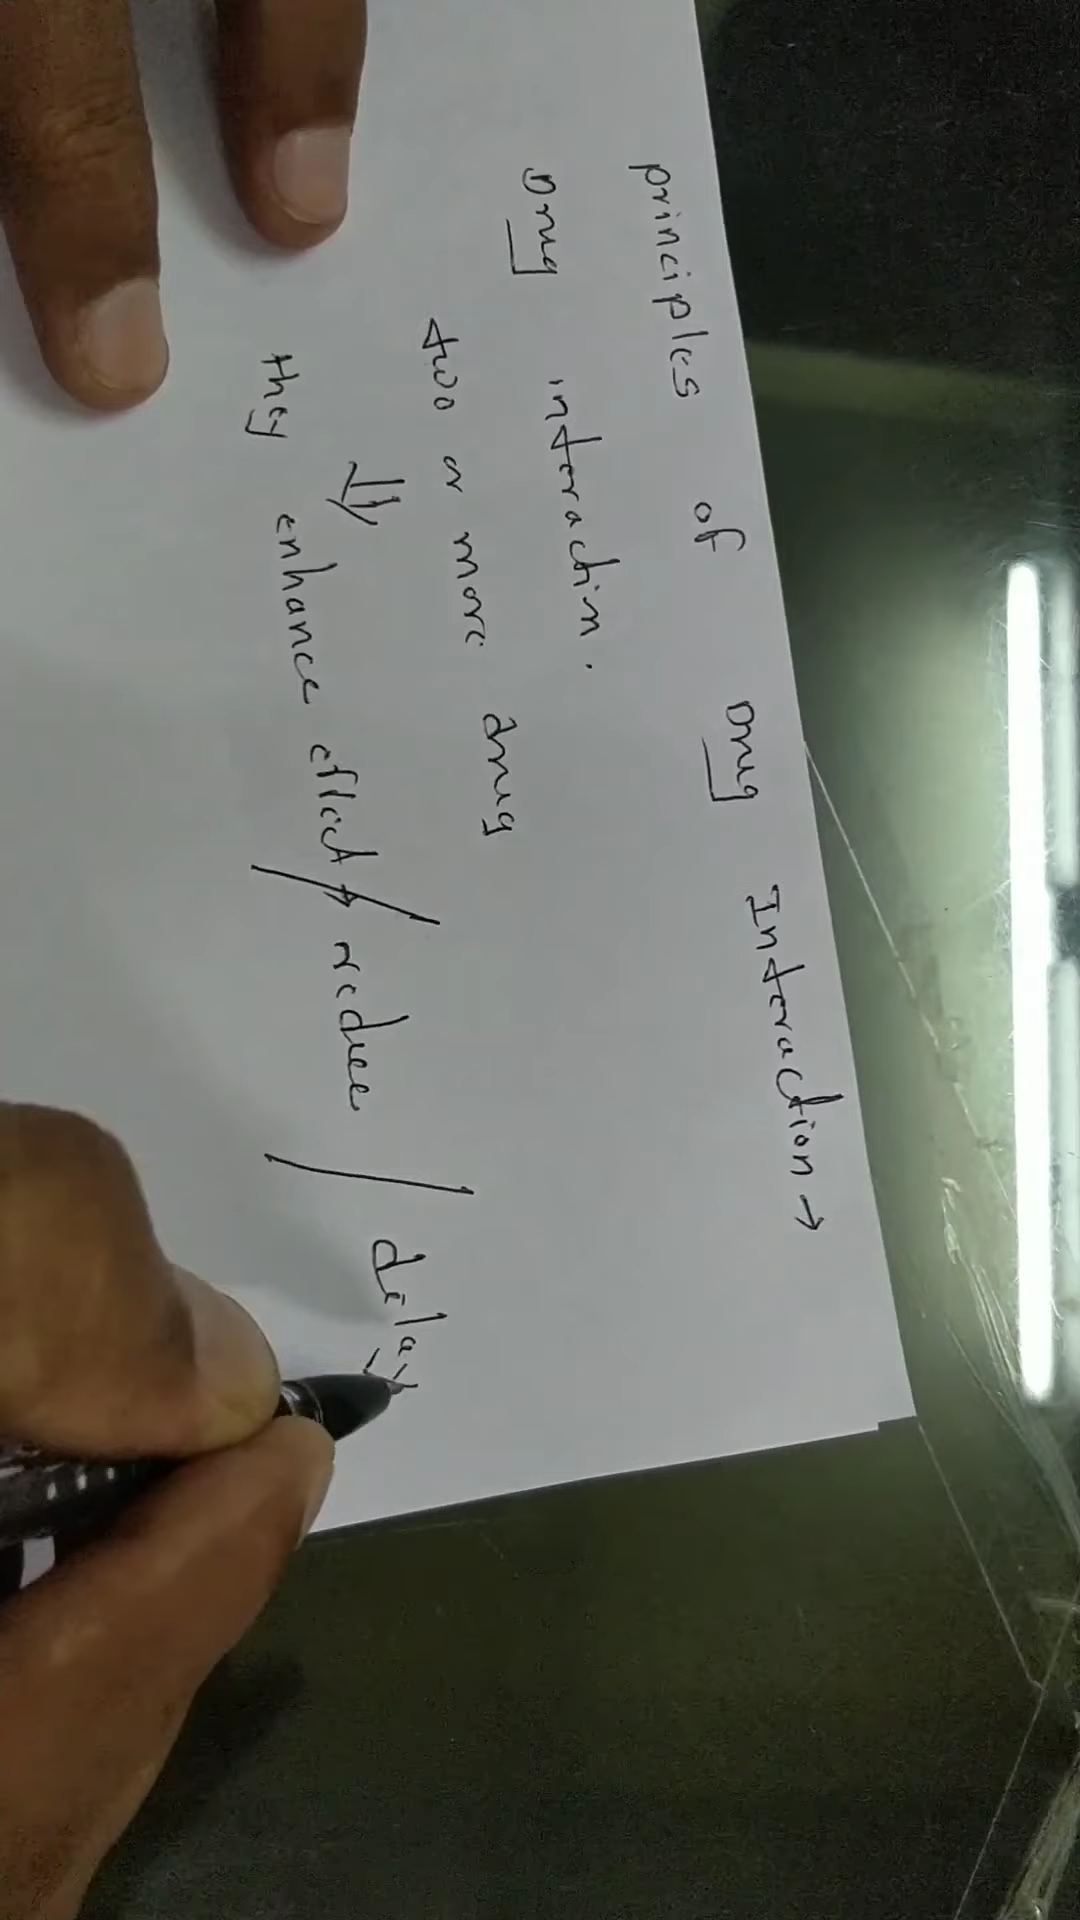 principles of Drug Interaction →
Drug interaction.
two or more drug
⇓
they enhance effect / reduce / delay